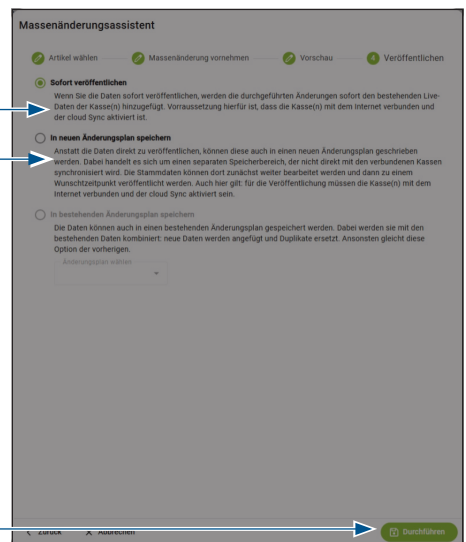 Massenänderungsassistent
Artikel wählen Massenänderung vornehmen Vorschau 4 Veröffentlichen
Sofort veröffentlichen
Wenn Sie die Daten sofort veröffentlichen, werden die durchgeführten Änderungen sofort den bestehenden Live-
Daten der Kasse(n) hinzugefügt. Vorraussetzung hierfür ist, dass die Kasse(n) mit dem Internet verbunden und
der cloud Sync aktiviert ist.
In neuen Änderungsplan speichern
Anstatt die Daten direkt zu veröffentlichen, können diese auch in einen neuen Änderungsplan geschrieben
werden. Dabei handelt es sich um einen separaten Speicherbereich, der nicht direkt mit den verbundenen Kassen
synchronisiert wird. Die Stammdaten können dort zunächst weiter bearbeitet werden und dann zu einem
Wunschzeitpunkt veröffentlicht werden. Auch hier gilt: für die Veröffentlichung müssen die Kasse(n) mit dem
Internet verbunden und der cloud Sync aktiviert sein.
In bestehenden Änderungsplan speichern
Die Daten können auch in einen bestehenden Änderungsplan gespeichert werden. Dabei werden sie mit den
bestehenden Daten kombiniert: neue Daten werden angefügt und Duplikate ersetzt. Ansonsten gleicht diese
Option der vorherigen.
Änderungsplan wählen
Zurück Abbrechen Durchführen